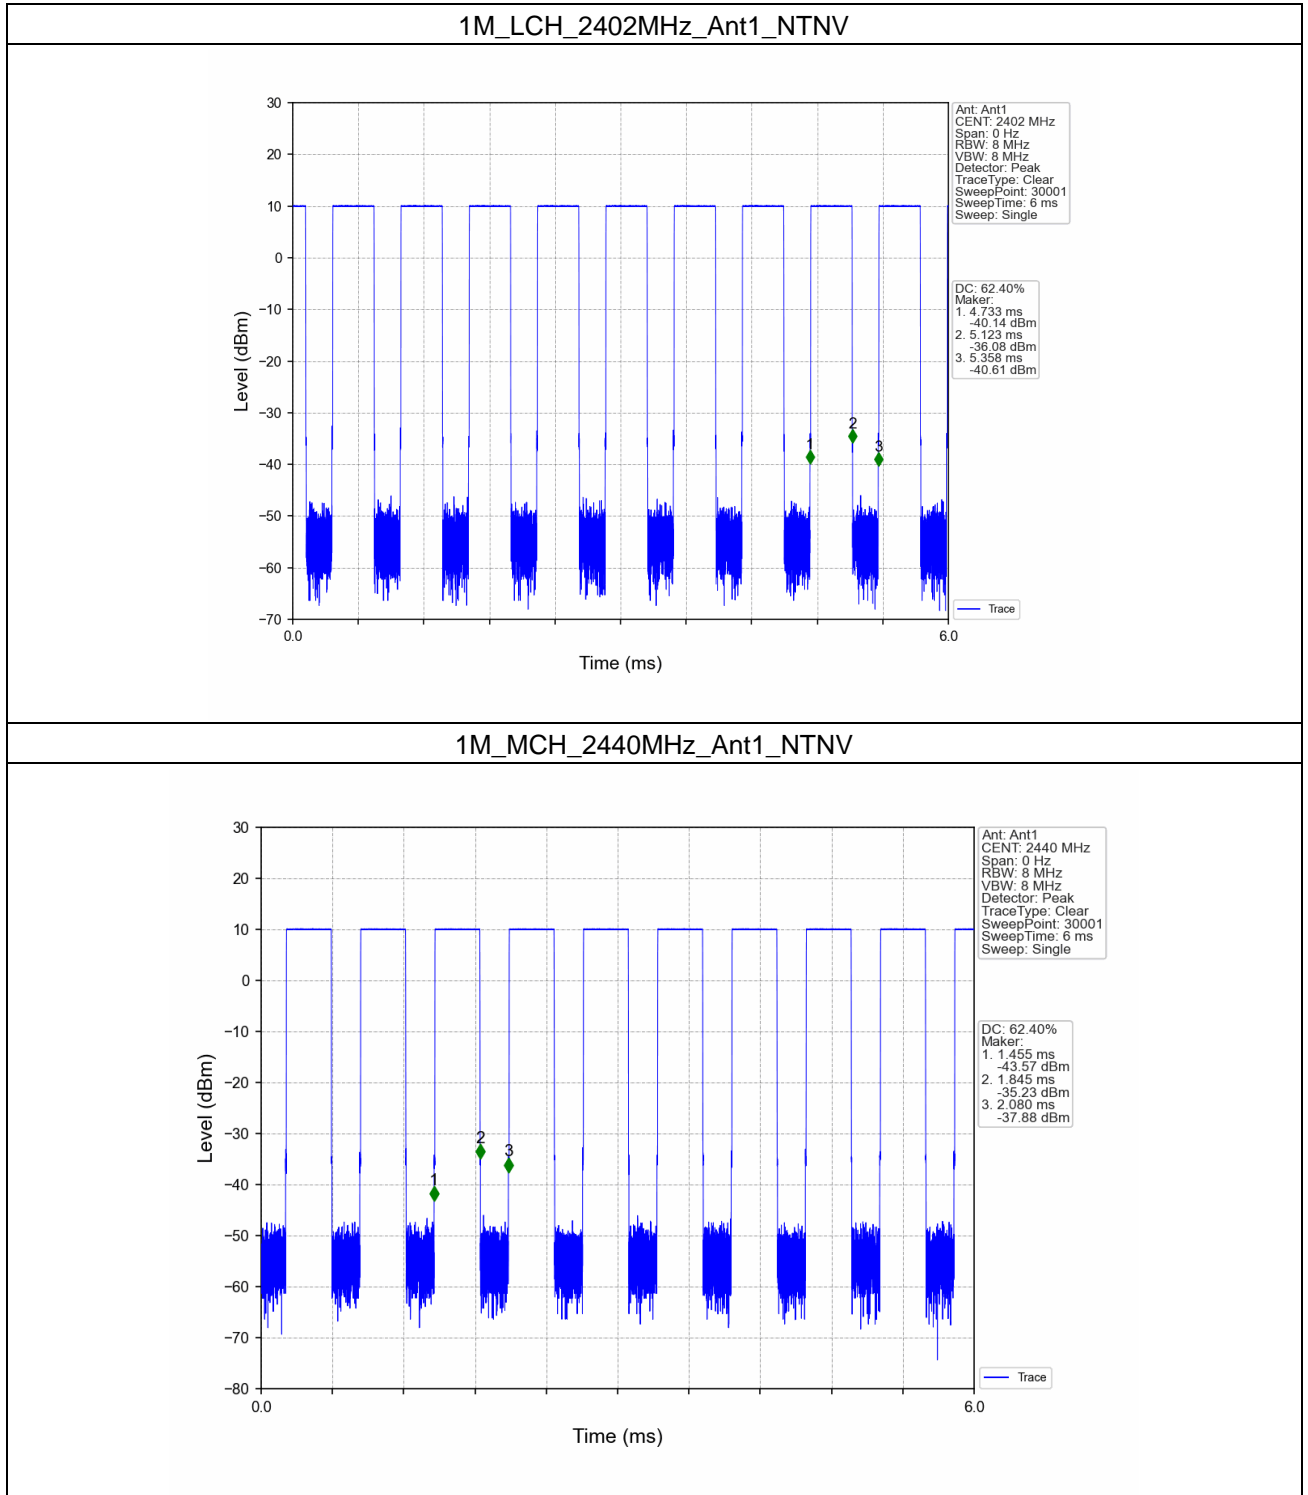 1M_LCH_2402MHz_Ant1_NTNV
30
20
10
0
−10
−20
−30
−40
−50
−60
−70
Level (dBm)
0.0
6.0
Time (ms)
1
2
3
Ant: Ant1
CENT: 2402 MHz
Span: 0 Hz
RBW: 8 MHz
VBW: 8 MHz
Detector: Peak
TraceType: Clear
SweepPoint: 30001
SweepTime: 6 ms
Sweep: Single
DC: 62.40%
Maker:
1. 4.733 ms
-40.14 dBm
2. 5.123 ms
-36.08 dBm
3. 5.358 ms
-40.61 dBm
Trace
1M_MCH_2440MHz_Ant1_NTNV
30
20
10
0
−10
−20
−30
−40
−50
−60
−70
−80
Level (dBm)
0.0
6.0
Time (ms)
1
2
3
Ant: Ant1
CENT: 2440 MHz
Span: 0 Hz
RBW: 8 MHz
VBW: 8 MHz
Detector: Peak
TraceType: Clear
SweepPoint: 30001
SweepTime: 6 ms
Sweep: Single
DC: 62.40%
Maker:
1. 1.455 ms
-43.57 dBm
2. 1.845 ms
-35.23 dBm
3. 2.080 ms
-37.88 dBm
Trace